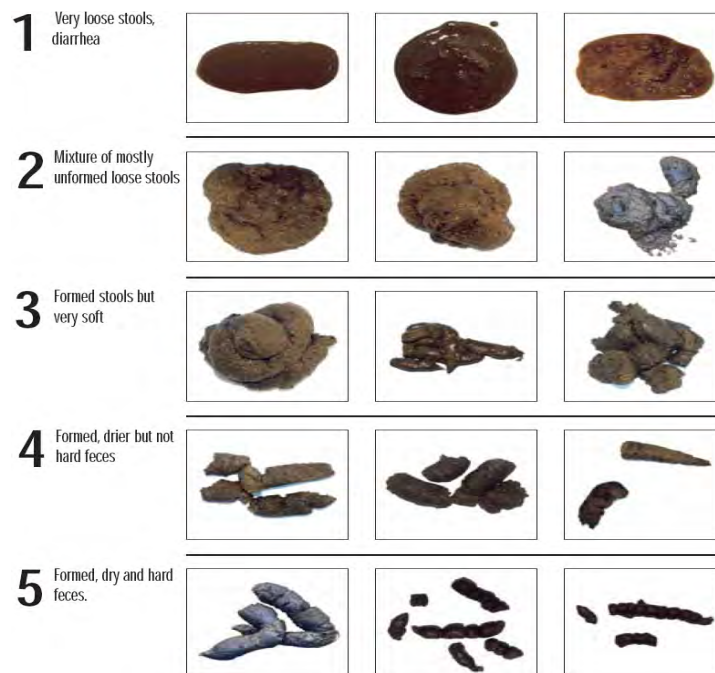 1 Very loose stools,
diarrhea
2 Mixture of mostly
unformed loose stools
3 Formed stools but
very soft
4 Formed, drier but not
hard feces
5 Formed, dry and hard
feces.